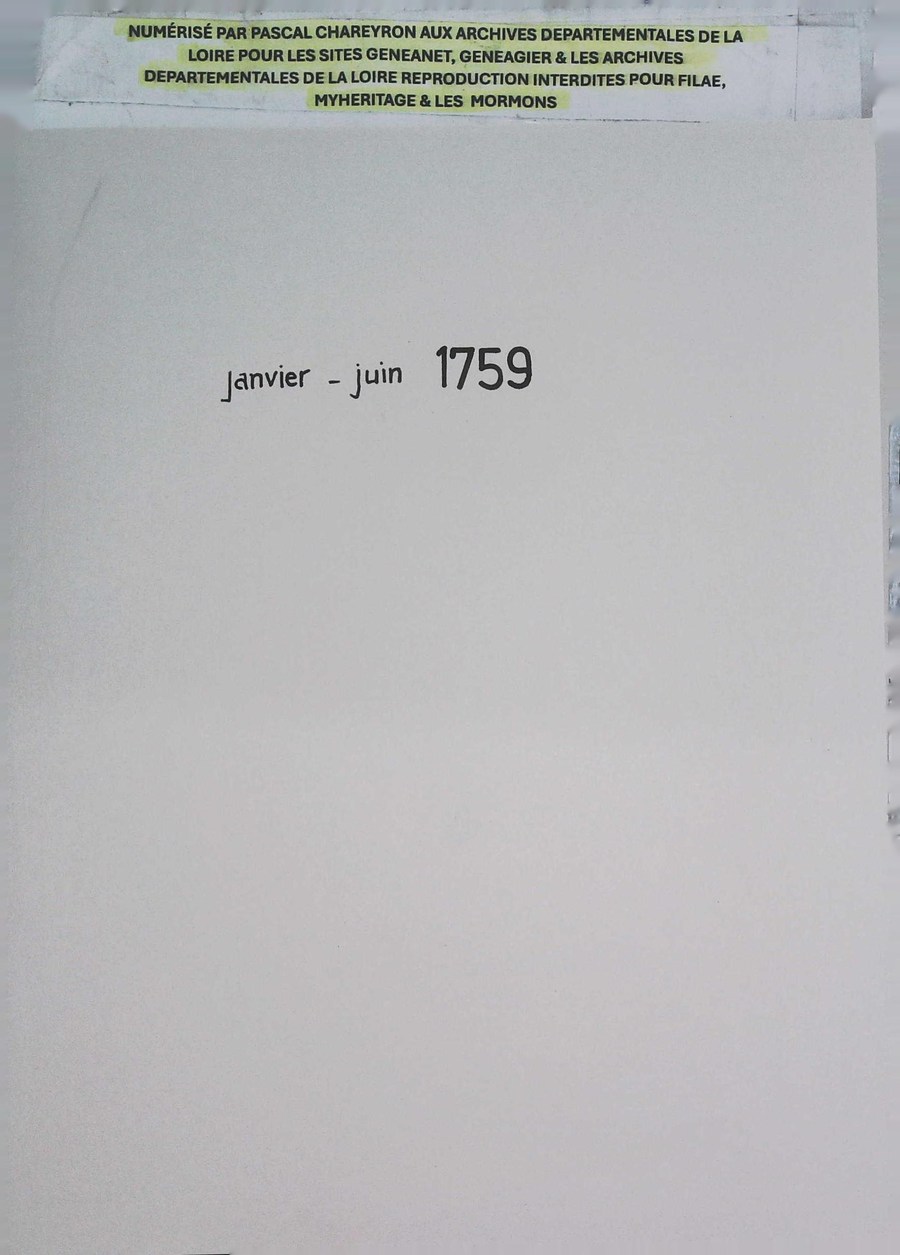 NUMÉRISÉ PAR PASCAL CHAREYRON AUX ARCHIVES DEPARTEMENTALES DE LA
LOIRE POUR LES SITES GENEANET, GENEAGIER & LES ARCHIVES
DEPARTEMENTALES DE LA LOIRE REPRODUCTION INTERDITES POUR FILAE,
MYHERITAGE & LES MORMONS
Janvier - juin 1759